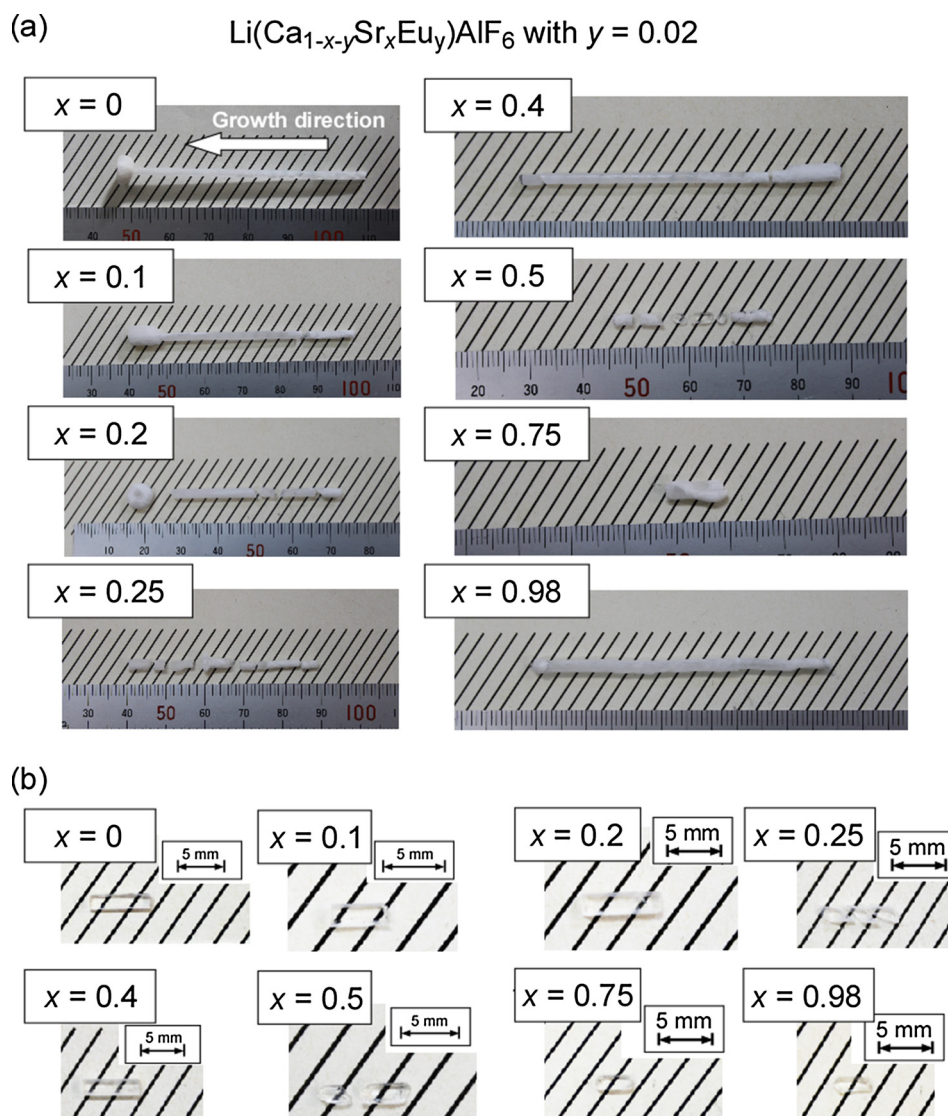 (a)
Li(Ca1-x-ySrxEuy)AlF6 with y = 0.02
x = 0
Growth direction
40 50 60 70 80 90 100 110
x = 0.4
x = 0.1
30 40 50 60 70 80 90 100 110
x = 0.5
20 30 40 50 60 70 80 90 10
x = 0.2
10 20 30 40 50 60 70 80
x = 0.75
80
x = 0.25
30 40 50 60 70 80 90 100
x = 0.98
(b)
x = 0
5 mm
x = 0.1
5 mm
x = 0.2
5 mm
x = 0.25
5 mm
x = 0.4
5 mm
x = 0.5
5 mm
x = 0.75
5 mm
x = 0.98
5 mm